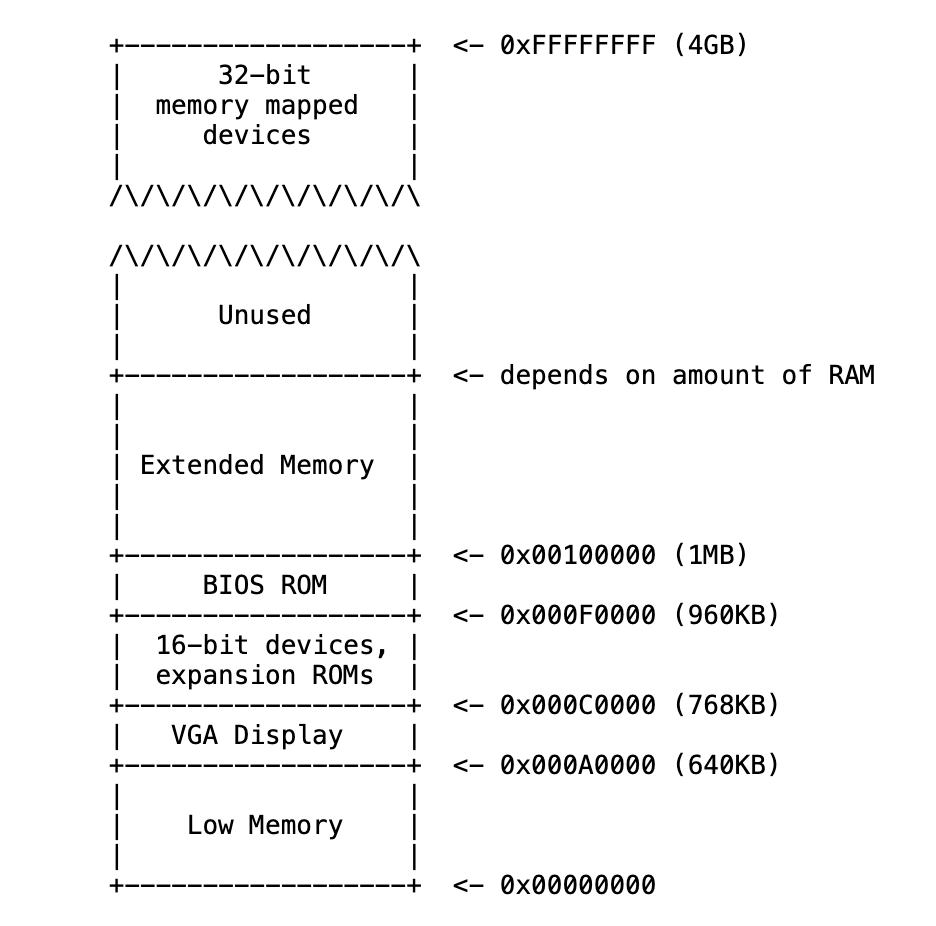 +------------------+  <- 0xFFFFFFFF (4GB)
|      32-bit      |
|  memory mapped   |
|     devices      |
|                  |
/\/\/\/\/\/\/\/\/\/\

/\/\/\/\/\/\/\/\/\/\
|                  |
|      Unused      |
|                  |
+------------------+  <- depends on amount of RAM
|                  |
|                  |
| Extended Memory  |
|                  |
|                  |
+------------------+  <- 0x00100000 (1MB)
|     BIOS ROM     |
+------------------+  <- 0x000F0000 (960KB)
|  16-bit devices, |
|  expansion ROMs  |
+------------------+  <- 0x000C0000 (768KB)
|   VGA Display    |
+------------------+  <- 0x000A0000 (640KB)
|                  |
|    Low Memory    |
|                  |
+------------------+  <- 0x00000000